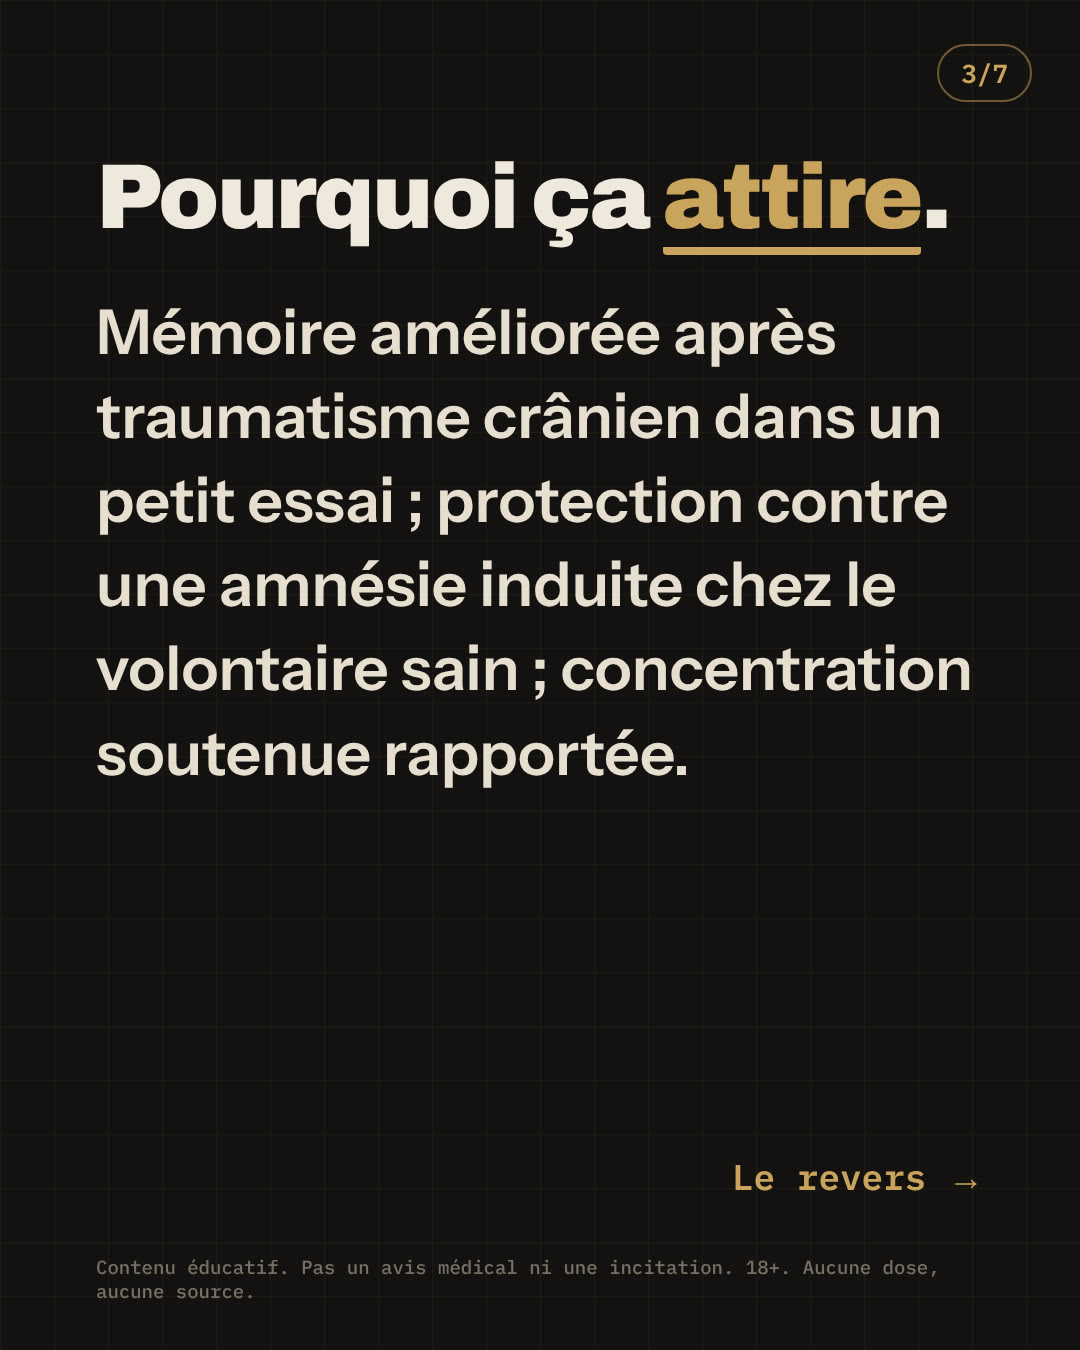 3/7
Pourquoi ça attire.
Mémoire améliorée après
traumatisme crânien dans un
petit essai ; protection contre
une amnésie induite chez le
volontaire sain ; concentration
soutenue rapportée.
Le revers →
Contenu éducatif. Pas un avis médical ni une incitation. 18+. Aucune dose,
aucune source.